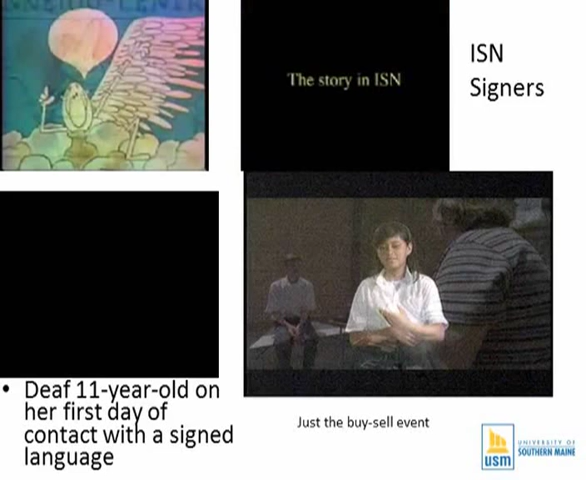 The story in ISN
ISN
Signers
• Deaf 11-year-old on
her first day of
contact with a signed
language
Just the buy-sell event
usm
UNIVERSITY OF
SOUTHERN MAINE